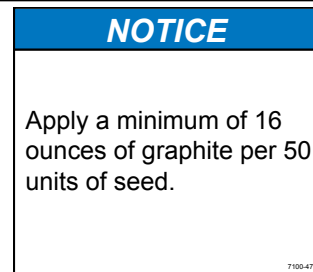 NOTICE
Apply a minimum of 16
ounces of graphite per 50
units of seed.
7100-47